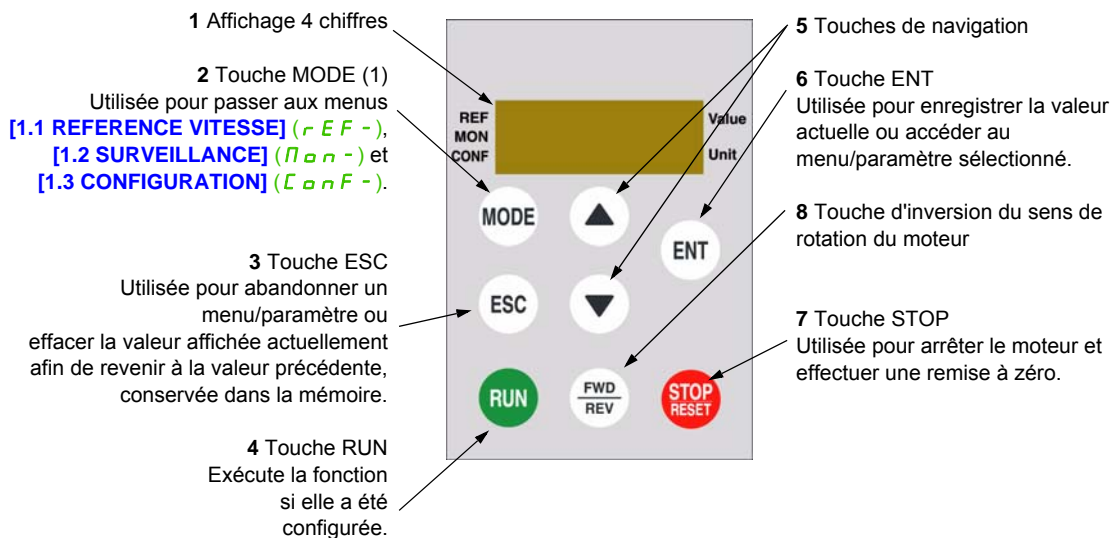 1 Affichage 4 chiffres
2 Touche MODE (1)
Utilisée pour passer aux menus
[1.1 REFERENCE VITESSE] (rEF-),
[1.2 SURVEILLANCE] (Mon-) et
[1.3 CONFIGURATION] (ConF-).
3 Touche ESC
Utilisée pour abandonner un
menu/paramètre ou
effacer la valeur affichée actuellement
afin de revenir à la valeur précédente,
conservée dans la mémoire.
4 Touche RUN
Exécute la fonction
si elle a été
configurée.
REF
MON
CONF
Value
Unit
MODE
ENT
ESC
RUN
FWD
REV
STOP
RESET
5 Touches de navigation
6 Touche ENT
Utilisée pour enregistrer la valeur
actuelle ou accéder au
menu/paramètre sélectionné.
8 Touche d'inversion du sens de
rotation du moteur
7 Touche STOP
Utilisée pour arrêter le moteur et
effectuer une remise à zéro.